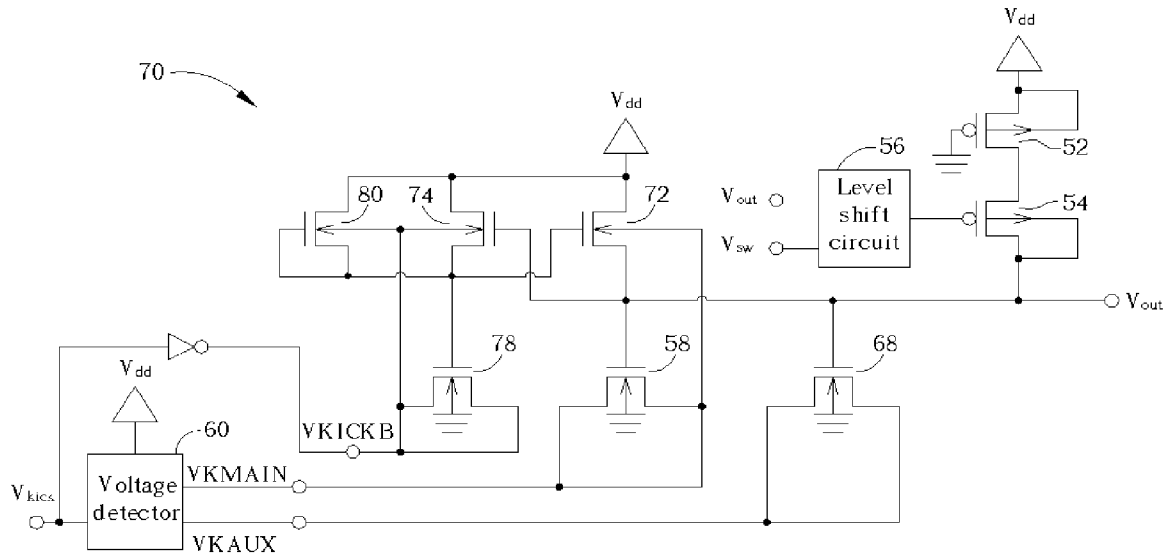 Vdd
70
Vdd
56
52
80
74
72
Vout
Level
shift
circuit
54
Vsw
Vout
78
58
68
Vdd
VKICKB
60
VKMAIN
Voltage
detector
Vkick
VKAUX